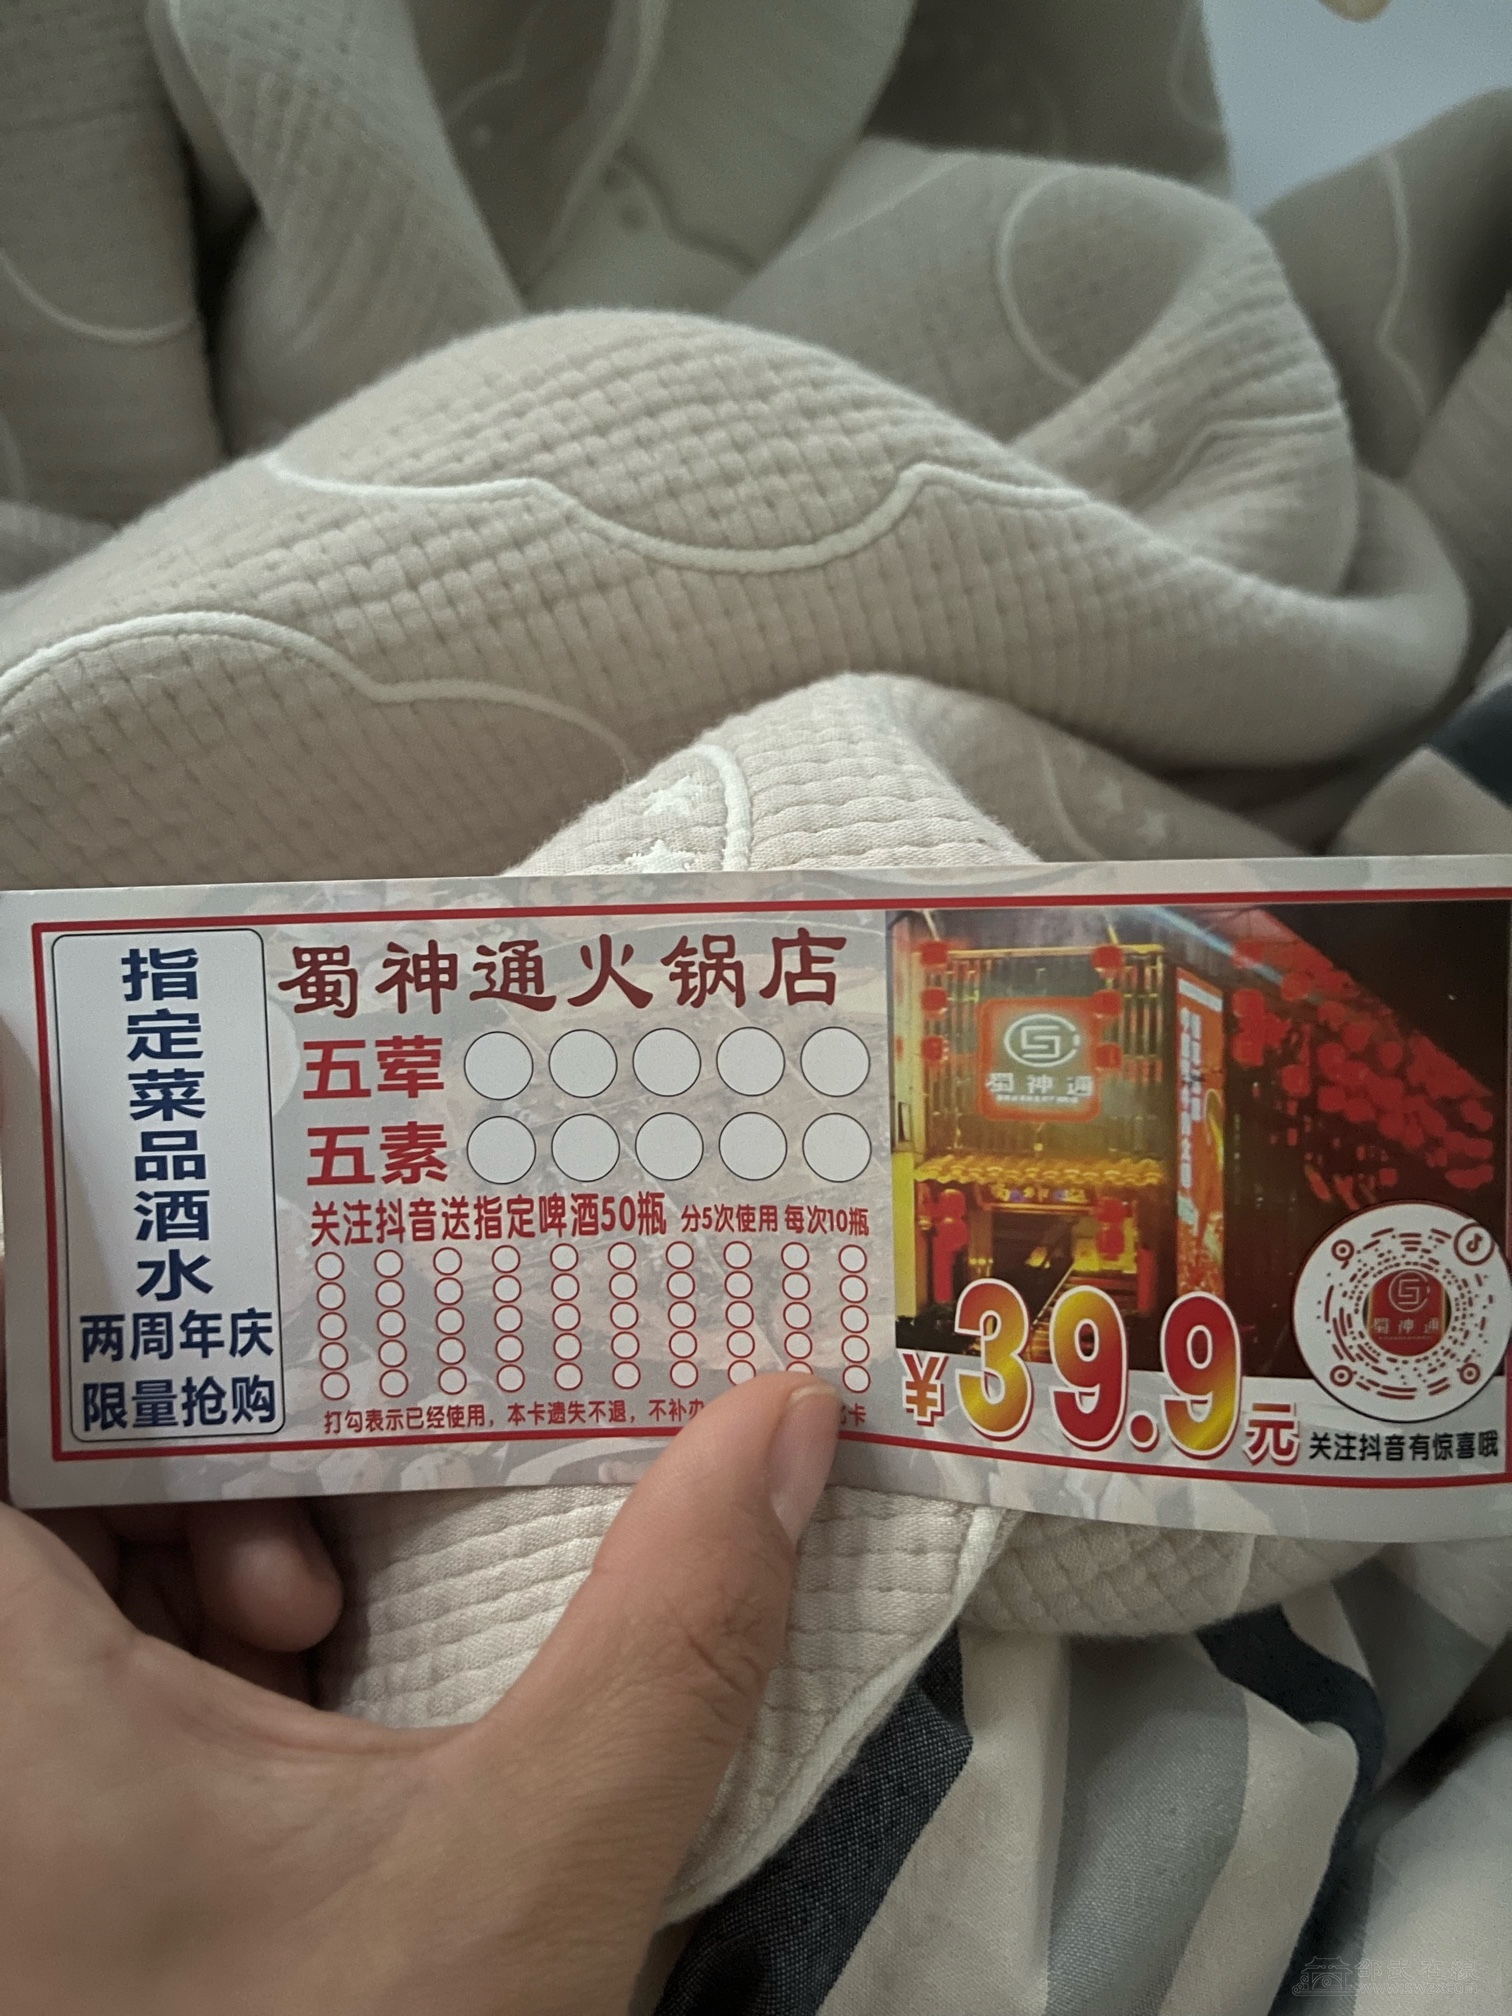 指定菜品酒水
两周年庆
限量抢购
蜀神通火锅店
五荤
五素
关注抖音送指定啤酒50瓶 分5次使用 每次10瓶
打勾表示已经使用，本卡遗失不退，不补办
卡
蜀神通
¥39.9元
蜀神通
关注抖音有惊喜哦